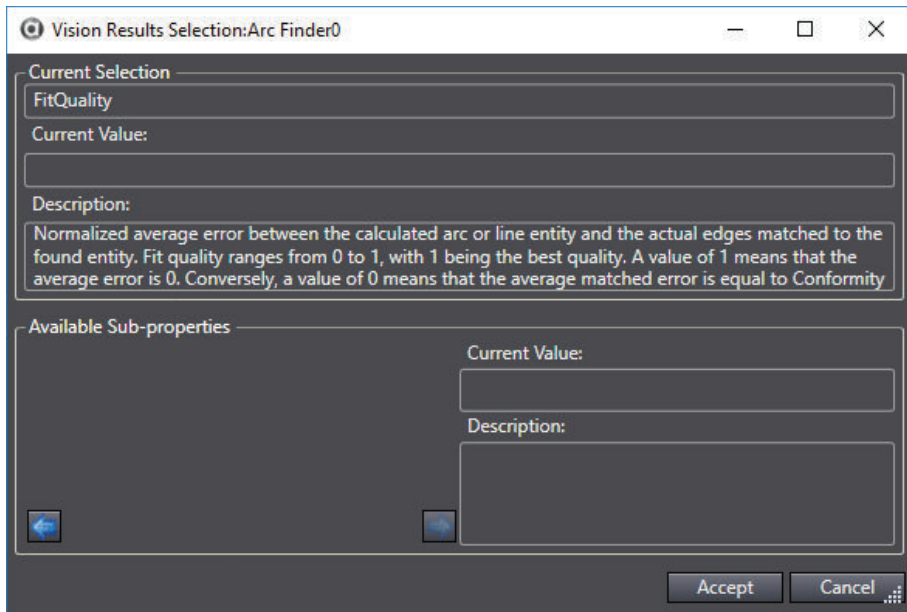 Vision Results Selection:Arc Finder0
Current Selection
FitQuality
Current Value:
Description:
Normalized average error between the calculated arc or line entity and the actual edges matched to the
found entity. Fit quality ranges from 0 to 1, with 1 being the best quality. A value of 1 means that the
average error is 0. Conversely, a value of 0 means that the average matched error is equal to Conformity
Available Sub-properties
Current Value:
Description:
Accept
Cancel